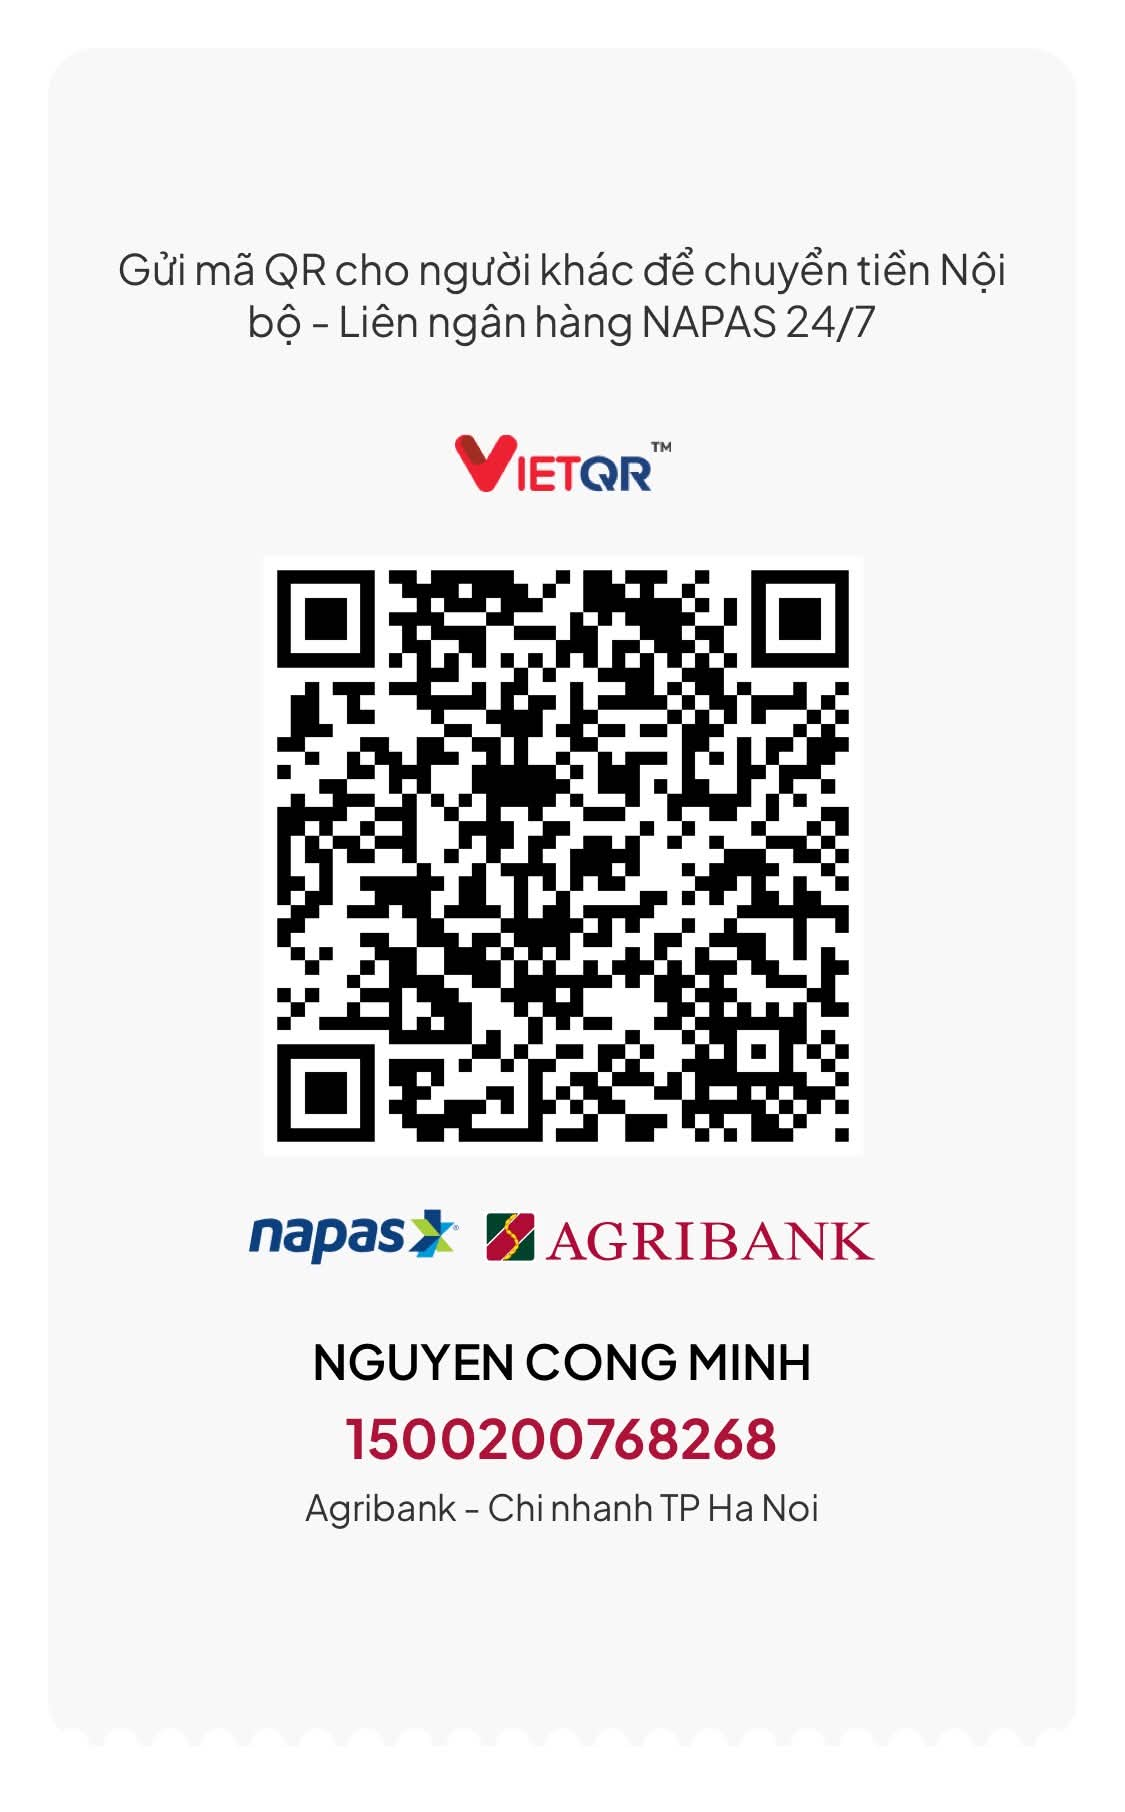 Gửi mã QR cho người khác để chuyển tiền Nội
bộ - Liên ngân hàng NAPAS 24/7
VIETQR™
napas® AGRIBANK
NGUYEN CONG MINH
1500200768268
Agribank - Chi nhanh TP Ha Noi